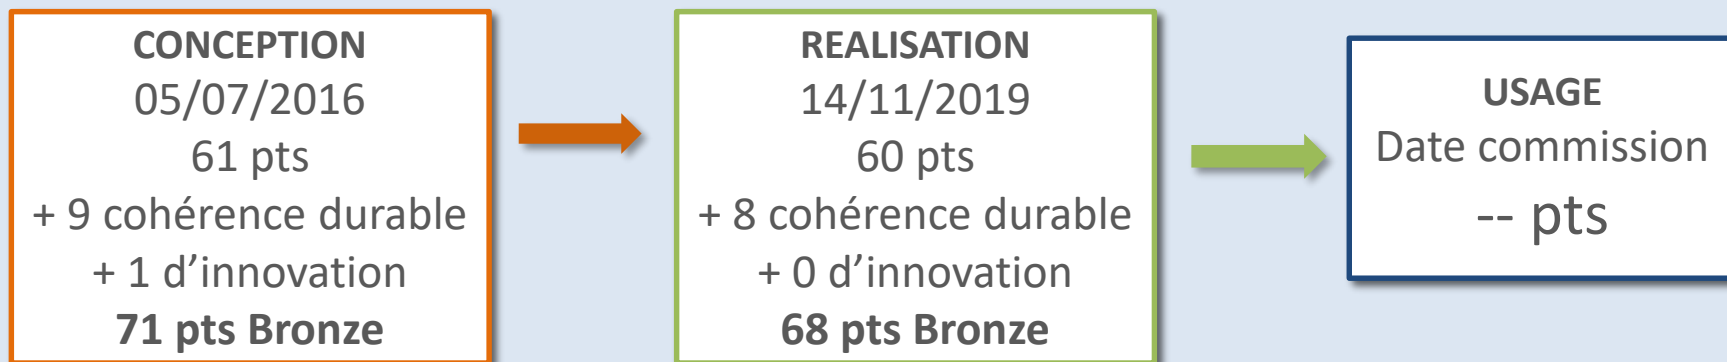 CONCEPTION
05/07/2016
61 pts
+ 9 cohérence durable
+ 1 d’innovation
71 pts Bronze
REALISATION
14/11/2019
60 pts
+ 8 cohérence durable
+ 0 d’innovation
68 pts Bronze
USAGE
Date commission
-- pts